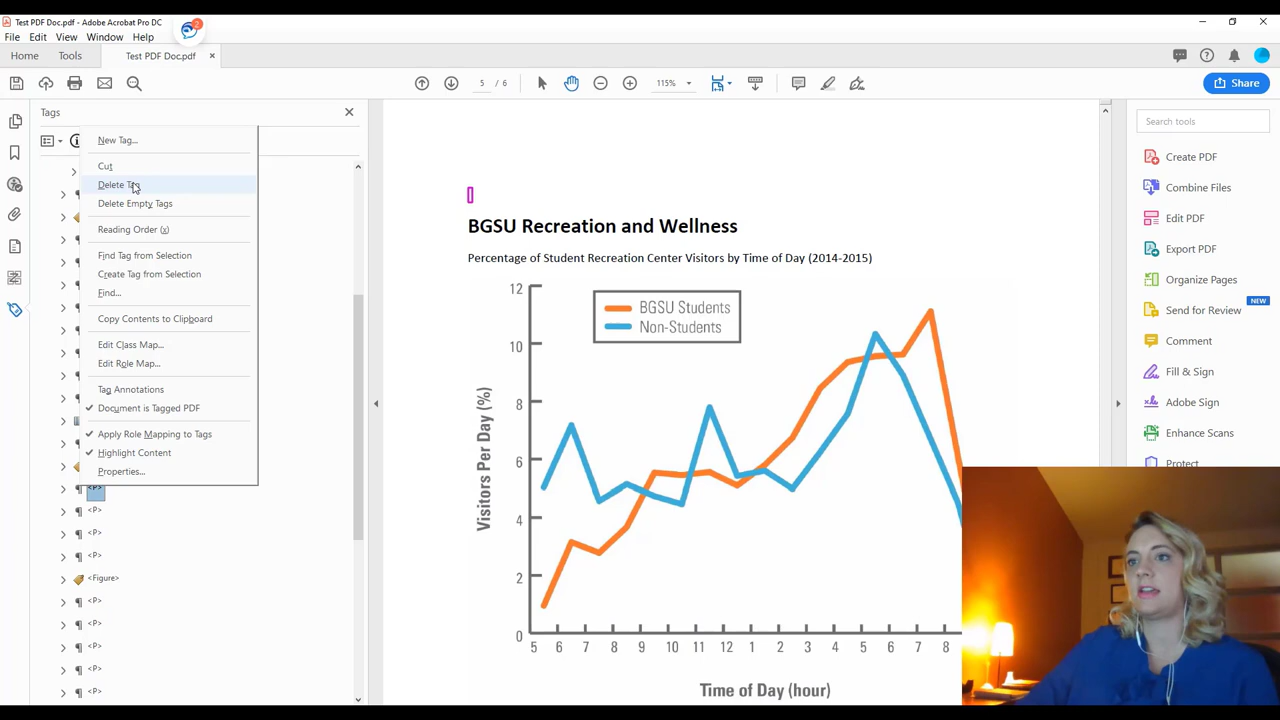 Test PDF Doc.pdf - Adobe Acrobat Pro DC
2
File Edit View Window Help
Home Tools Test PDF Doc.pdf ×
5 / 6 115% Share
Tags
New Tag...
Cut
Delete Tag
Delete Empty Tags
Reading Order (x)
Find Tag from Selection
Create Tag from Selection
Find...
Copy Contents to Clipboard
Edit Class Map...
Edit Role Map...
Tag Annotations
Document is Tagged PDF
Apply Role Mapping to Tags
Highlight Content
Properties...
<P>
<P>
<P>
<P>
<Figure>
<P>
<P>
<P>
<P>
<P>
BGSU Recreation and Wellness
Percentage of Student Recreation Center Visitors by Time of Day (2014-2015)
BGSU Students
Non-Students
Visitors Per Day (%)
12
10
8
6
4
2
0
5 6 7 8 9 10 11 12 1 2 3 4 5 6 7 8
Time of Day (hour)
Search tools
Create PDF
Combine Files
Edit PDF
Export PDF
Organize Pages
Send for Review NEW
Comment
Fill & Sign
Adobe Sign
Enhance Scans
Protect